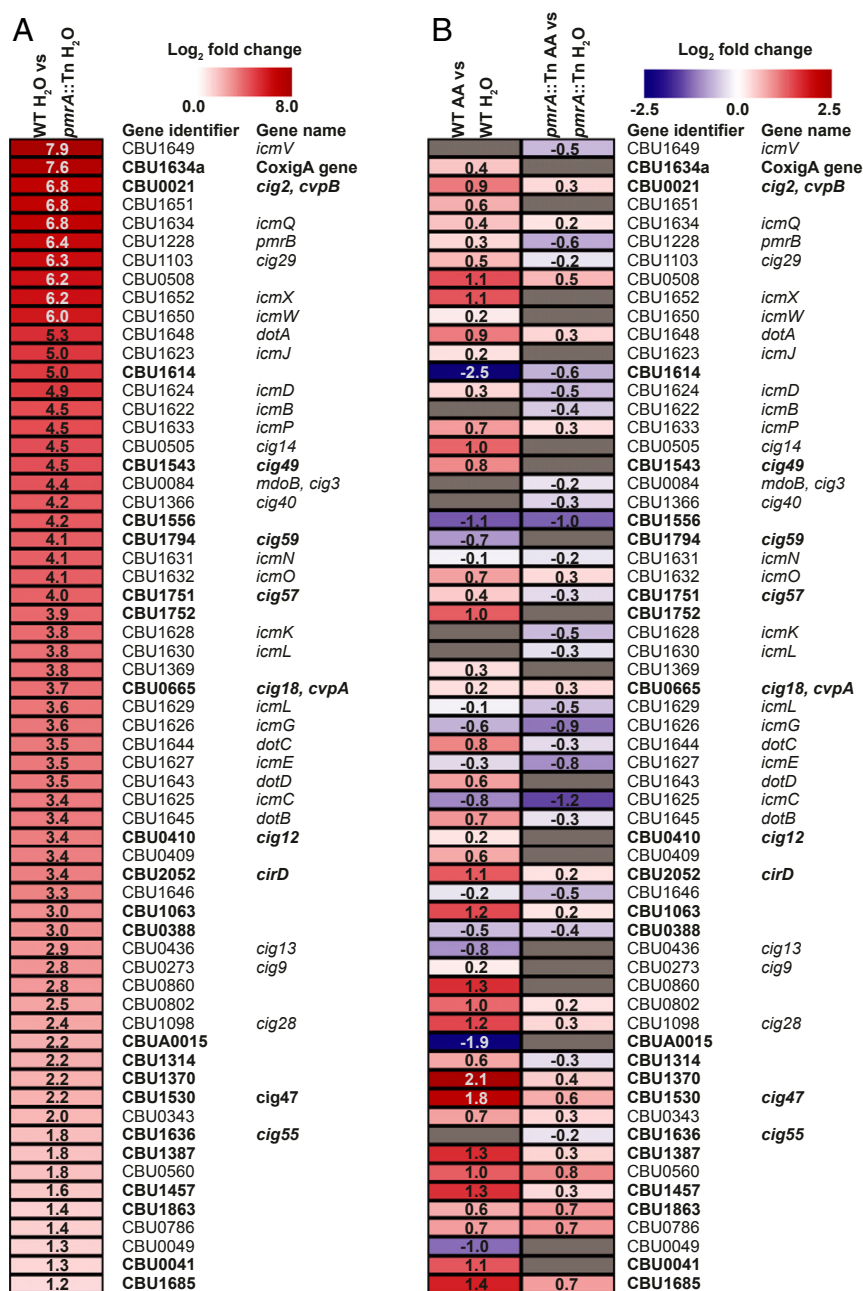 A
WT H2O vs
pmrA::Tn H2O
Log2 fold change
0.0 8.0
Gene identifier Gene name
7.9 CBU1649 icmV
7.6 CBU1634a CoxigA gene
6.8 CBU0021 cig2, cvpB
6.8 CBU1651
6.8 CBU1634 icmQ
6.4 CBU1228 pmrB
6.3 CBU1103 cig29
6.2 CBU0508
6.2 CBU1652 icmX
6.0 CBU1650 icmW
5.3 CBU1648 dotA
5.0 CBU1623 icmJ
5.0 CBU1614
4.9 CBU1624 icmD
4.5 CBU1622 icmB
4.5 CBU1633 icmP
4.5 CBU0505 cig14
4.5 CBU1543 cig49
4.4 CBU0084 mdoB, cig3
4.2 CBU1366 cig40
4.2 CBU1556
4.1 CBU1794 cig59
4.1 CBU1631 icmN
4.1 CBU1632 icmO
4.0 CBU1751 cig57
3.9 CBU1752
3.8 CBU1628 icmK
3.8 CBU1630 icmL
3.8 CBU1369
3.7 CBU0665 cig18, cvpA
3.6 CBU1629 icmL
3.6 CBU1626 icmG
3.5 CBU1644 dotC
3.5 CBU1627 icmE
3.5 CBU1643 dotD
3.4 CBU1625 icmC
3.4 CBU1645 dotB
3.4 CBU0410 cig12
3.4 CBU0409
3.4 CBU2052 cirD
3.3 CBU1646
3.0 CBU1063
3.0 CBU0388
2.9 CBU0436 cig13
2.8 CBU0273 cig9
2.8 CBU0860
2.5 CBU0802
2.4 CBU1098 cig28
2.2 CBUA0015
2.2 CBU1314
2.2 CBU1370
2.2 CBU1530 cig47
2.0 CBU0343
1.8 CBU1636 cig55
1.8 CBU1387
1.8 CBU0560
1.6 CBU1457
1.4 CBU1863
1.4 CBU0786
1.3 CBU0049
1.3 CBU0041
1.2 CBU1685
B
WT AA vs
WT H2O
pmrA::Tn AA vs
pmrA::Tn H2O
Log2 fold change
-2.5 0.0 2.5
Gene identifier Gene name
-0.5 CBU1649 icmV
0.4 CBU1634a CoxigA gene
0.9 0.3 CBU0021 cig2, cvpB
0.6 CBU1651
0.4 0.2 CBU1634 icmQ
0.3 -0.6 CBU1228 pmrB
0.5 -0.2 CBU1103 cig29
1.1 0.5 CBU0508
1.1 CBU1652 icmX
0.2 CBU1650 icmW
0.9 0.3 CBU1648 dotA
0.2 CBU1623 icmJ
-2.5 -0.6 CBU1614
0.3 -0.5 CBU1624 icmD
-0.4 CBU1622 icmB
0.7 0.3 CBU1633 icmP
1.0 CBU0505 cig14
0.8 CBU1543 cig49
-0.2 CBU0084 mdoB, cig3
-0.3 CBU1366 cig40
-1.1 -1.0 CBU1556
-0.7 CBU1794 cig59
-0.1 -0.2 CBU1631 icmN
0.7 0.3 CBU1632 icmO
0.4 -0.3 CBU1751 cig57
1.0 CBU1752
-0.5 CBU1628 icmK
-0.3 CBU1630 icmL
0.3 CBU1369
0.2 0.3 CBU0665 cig18, cvpA
-0.1 -0.5 CBU1629 icmL
-0.6 -0.9 CBU1626 icmG
0.8 -0.3 CBU1644 dotC
-0.3 -0.8 CBU1627 icmE
0.6 CBU1643 dotD
-0.8 -1.2 CBU1625 icmC
0.7 -0.3 CBU1645 dotB
0.2 CBU0410 cig12
0.6 CBU0409
1.1 0.2 CBU2052 cirD
-0.2 -0.5 CBU1646
1.2 0.2 CBU1063
-0.5 -0.4 CBU0388
-0.8 CBU0436 cig13
0.2 CBU0273 cig9
1.3 CBU0860
1.0 0.2 CBU0802
1.2 0.3 CBU1098 cig28
-1.9 CBUA0015
0.6 -0.3 CBU1314
2.1 0.4 CBU1370
1.8 0.6 CBU1530 cig47
0.7 0.3 CBU0343
-0.2 CBU1636 cig55
1.3 0.3 CBU1387
1.0 0.8 CBU0560
1.3 0.3 CBU1457
0.6 0.7 CBU1863
0.7 0.7 CBU0786
-1.0 CBU0049
1.1 CBU0041
1.4 0.7 CBU1685